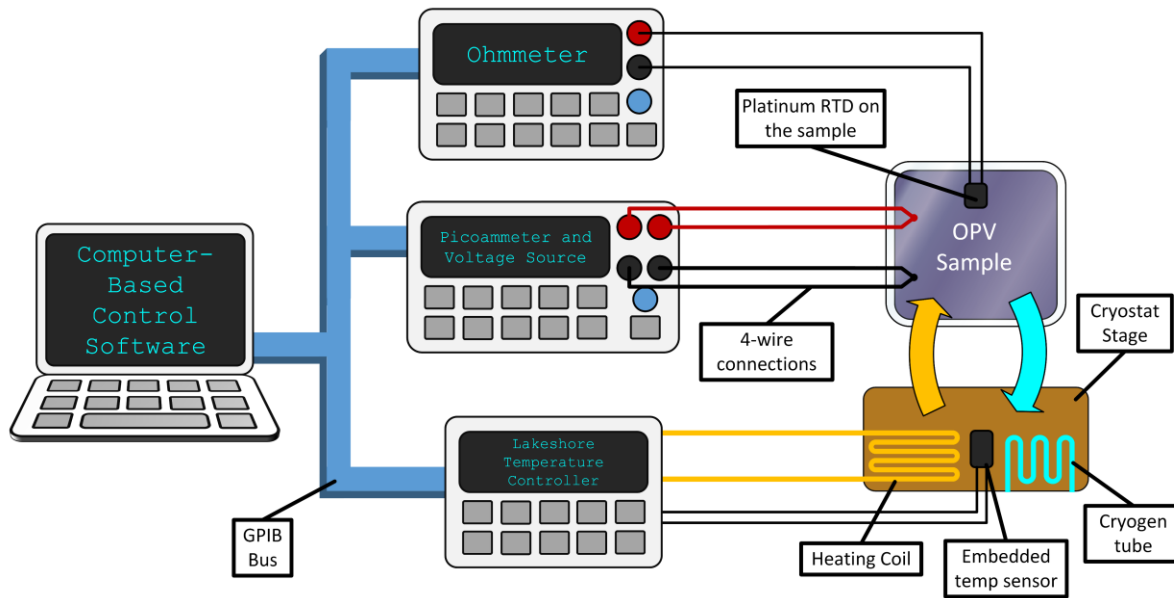 Ohmmeter
Platinum RTD on
the sample
Computer-
Based
Control
Software
Picoammeter and
Voltage Source
OPV
Sample
4-wire
connections
Cryostat
Stage
Lakeshore
Temperature
Controller
GPIB
Bus
Heating Coil
Embedded
temp sensor
Cryogen
tube